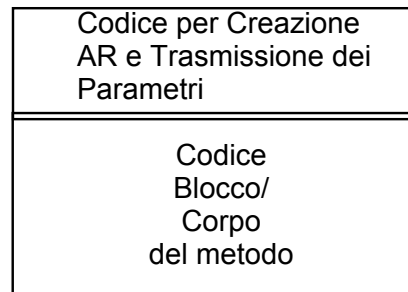 Codice per Creazione
AR e Trasmissione dei
Parametri
Codice
Blocco/
Corpo
del metodo